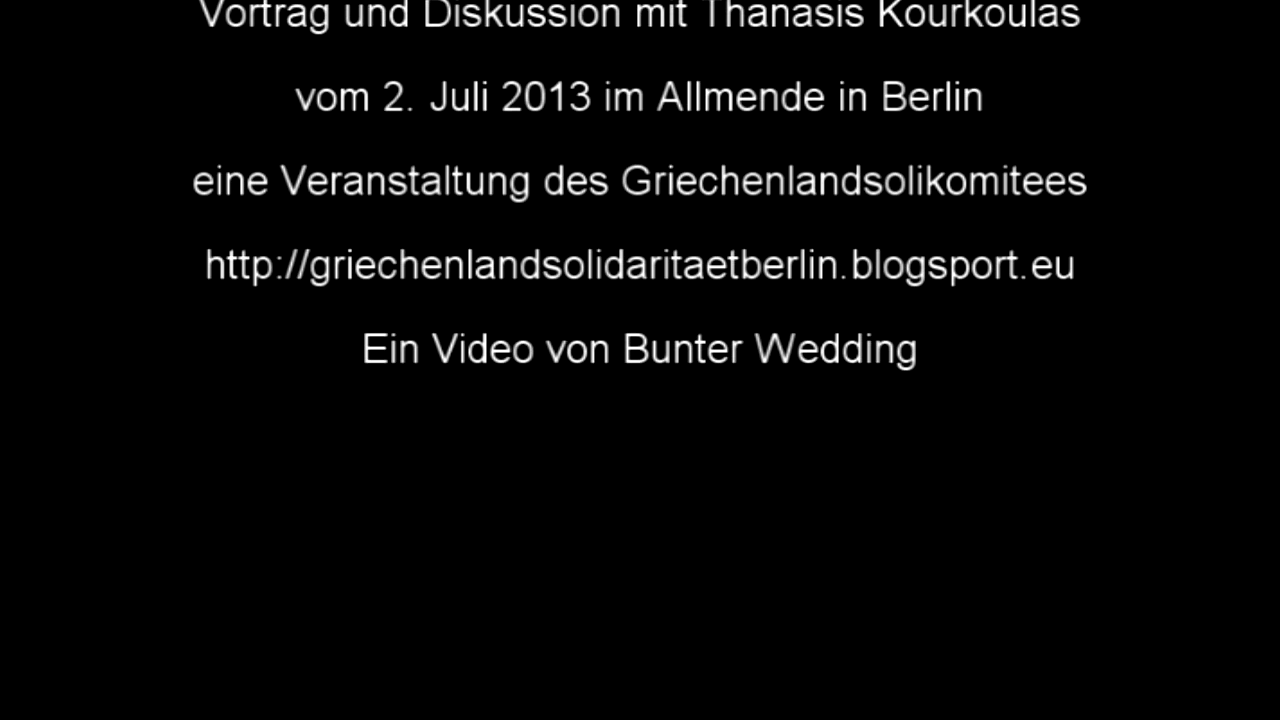 Vortrag und Diskussion mit Thanasis Kourkoulas
vom 2. Juli 2013 im Allmende in Berlin
eine Veranstaltung des Griechenlandsolikomitees
http://griechenlandsolidaritaetberlin.blogsport.eu
Ein Video von Bunter Wedding